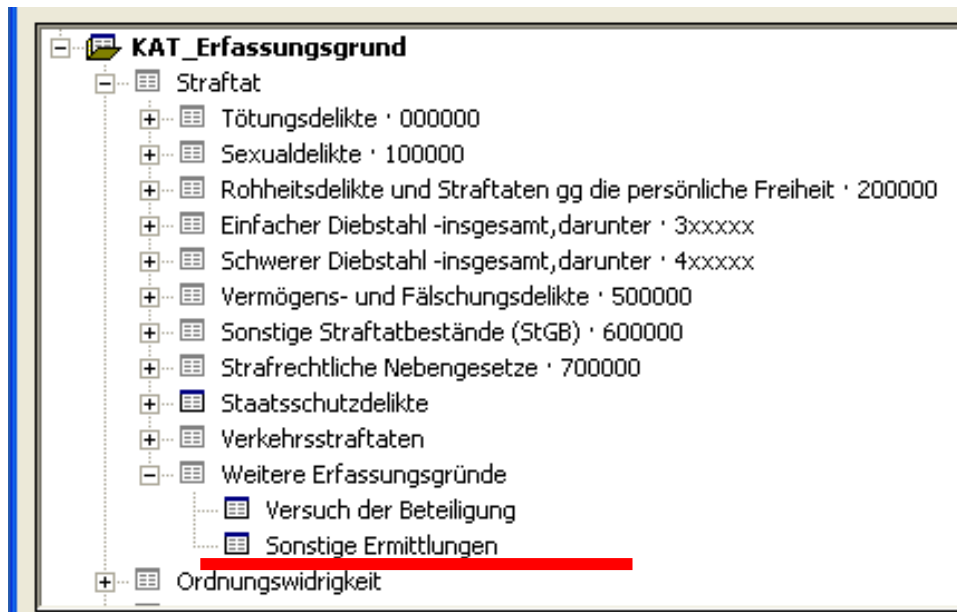 KAT_Erfassungsgrund
Straftat
Tötungsdelikte · 000000
Sexualdelikte · 100000
Rohheitsdelikte und Straftaten gg die persönliche Freiheit · 200000
Einfacher Diebstahl -insgesamt,darunter · 3xxxxx
Schwerer Diebstahl -insgesamt,darunter · 4xxxxx
Vermögens- und Fälschungsdelikte · 500000
Sonstige Straftatbestände (StGB) · 600000
Strafrechtliche Nebengesetze · 700000
Staatsschutzdelikte
Verkehrsstraftaten
Weitere Erfassungsgründe
Versuch der Beteiligung
Sonstige Ermittlungen
Ordnungswidrigkeit